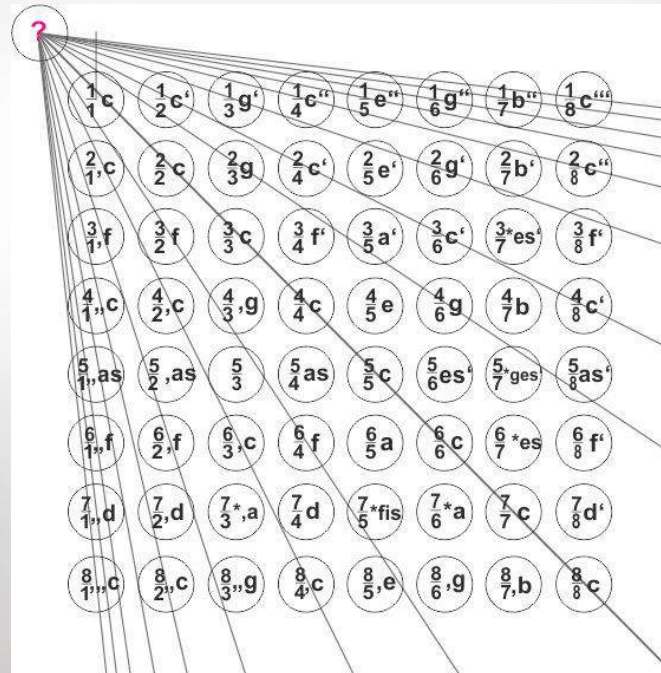 ?
1/1 c 1/2 c‘ 1/3 g‘ 1/4 c“ 1/5 e“ 1/6 g“ 1/7 b“ 1/8 c“‘
2/1 ,c 2/2 c 2/3 g 2/4 c‘ 2/5 e‘ 2/6 g‘ 2/7 b‘ 2/8 c“
3/1 ,f 3/2 f 3/3 c 3/4 f‘ 3/5 a‘ 3/6 c‘ 3/7 *es‘ 3/8 f‘
4/1 „c 4/2 ,c 4/3 ,g 4/4 c 4/5 e 4/6 g 4/7 b 4/8 c‘
5/1 „as 5/2 ,as 5/3 5/4 as 5/5 c 5/6 es‘ 5/7 *ges‘ 5/8 as‘
6/1 „f 6/2 ,f 6/3 ,c 6/4 f 6/5 a 6/6 c 6/7 *es 6/8 f‘
7/1 „d 7/2 ,d 7/3 *,a 7/4 d 7/5 *fis 7/6 *a 7/7 c 7/8 d‘
8/1 „,c 8/2 „c 8/3 „g 8/4 ,c 8/5 ,e 8/6 ,g 8/7 ,b 8/8 c